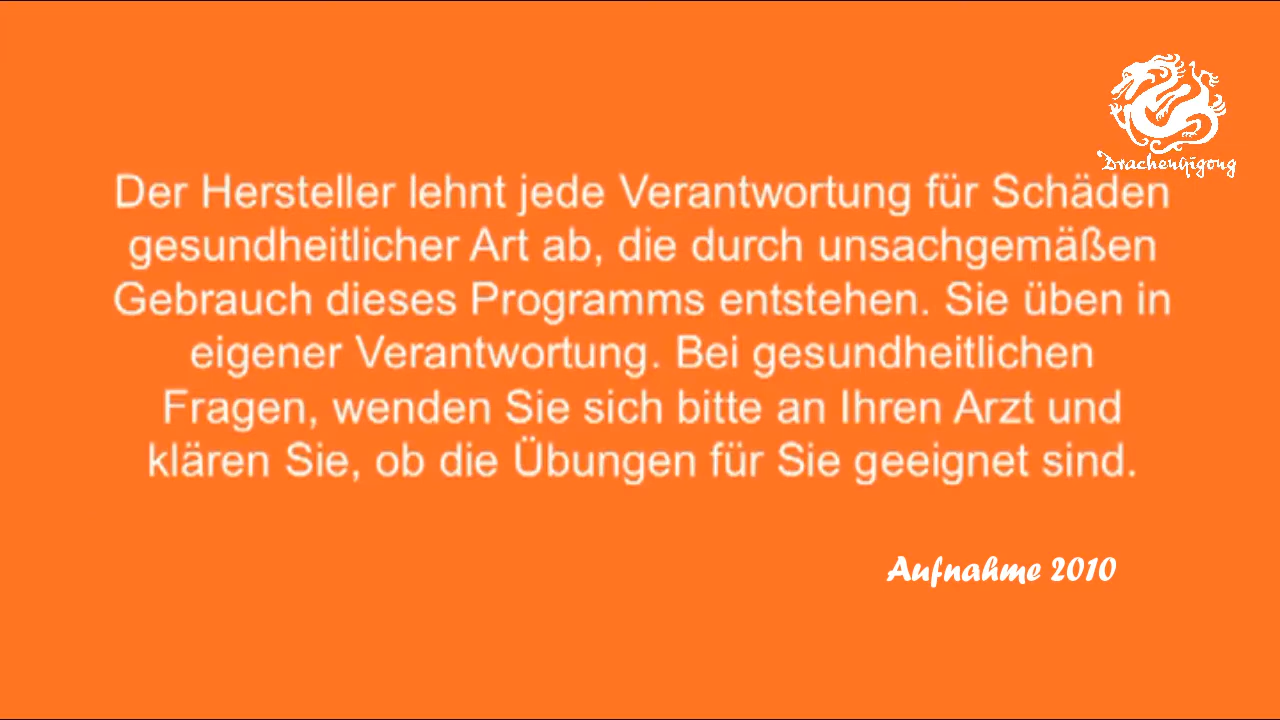 DrachenQigong
Der Hersteller lehnt jede Verantwortung für Schäden
gesundheitlicher Art ab, die durch unsachgemäßen
Gebrauch dieses Programms entstehen. Sie üben in
eigener Verantwortung. Bei gesundheitlichen
Fragen, wenden Sie sich bitte an Ihren Arzt und
klären Sie, ob die Übungen für Sie geeignet sind.
Aufnahme 2010